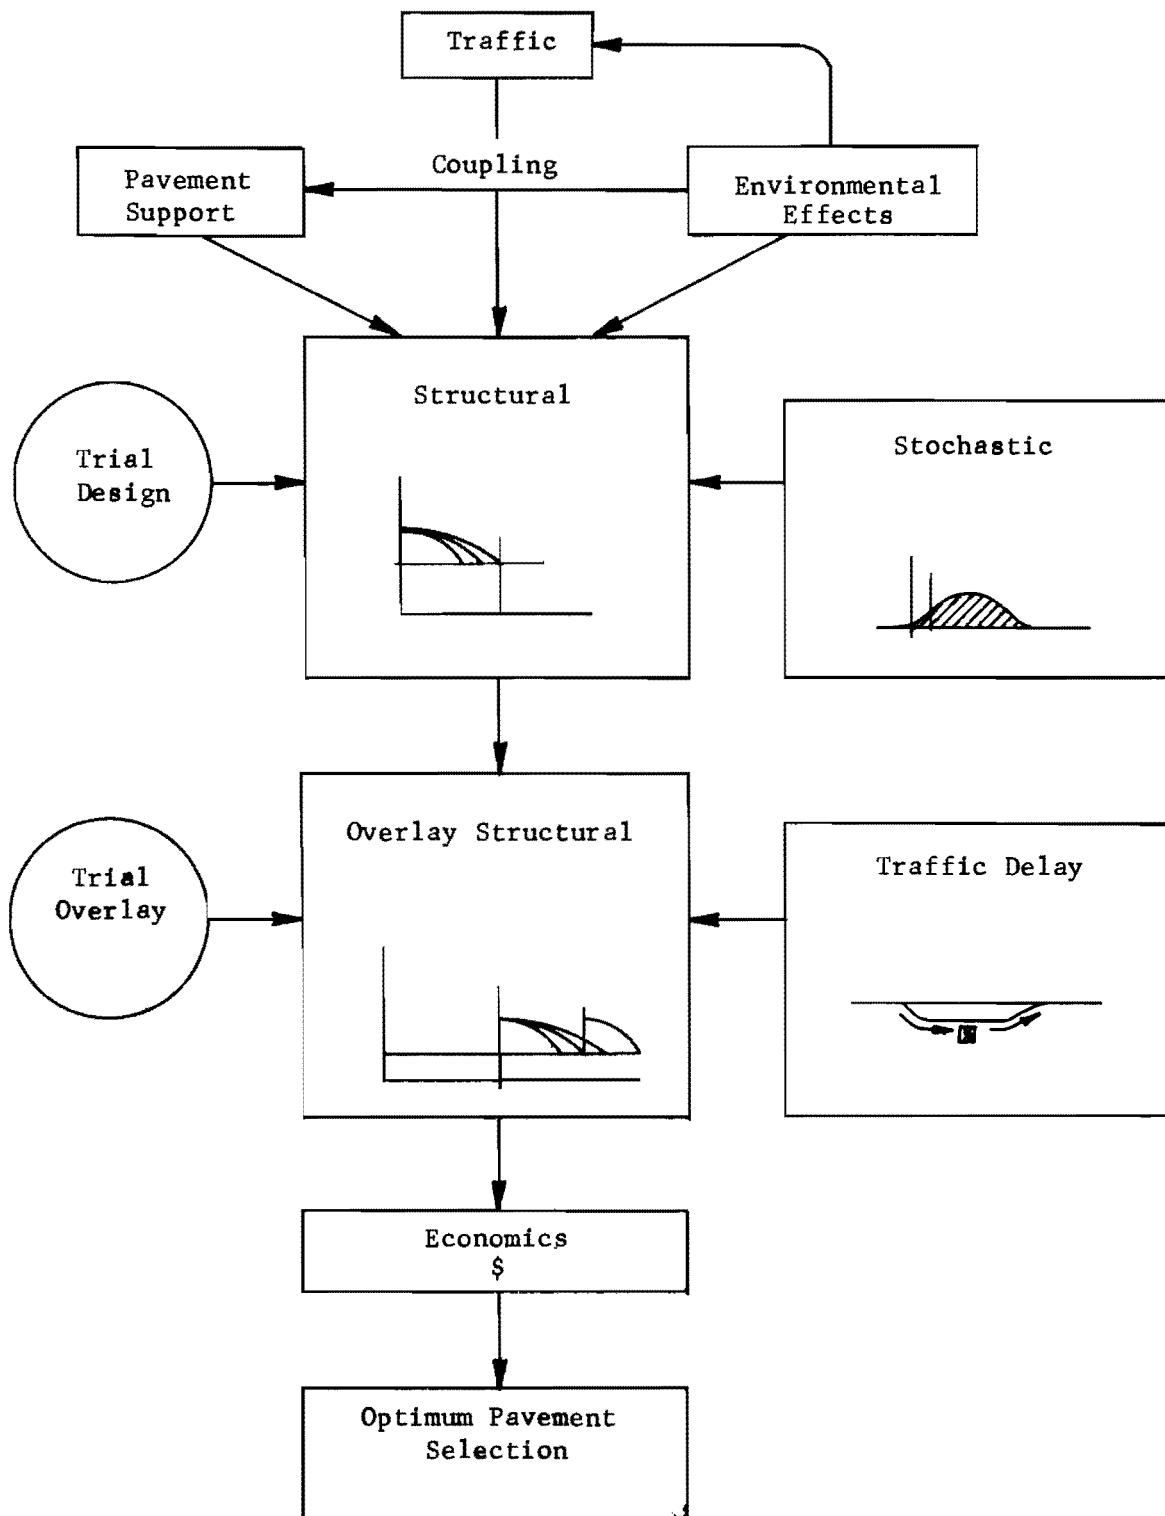 Traffic
Coupling
Pavement
Support
Environmental
Effects
Structural
Trial
Design
Stochastic
Overlay Structural
Trial
Overlay
Traffic Delay
Economics
$
Optimum Pavement
Selection